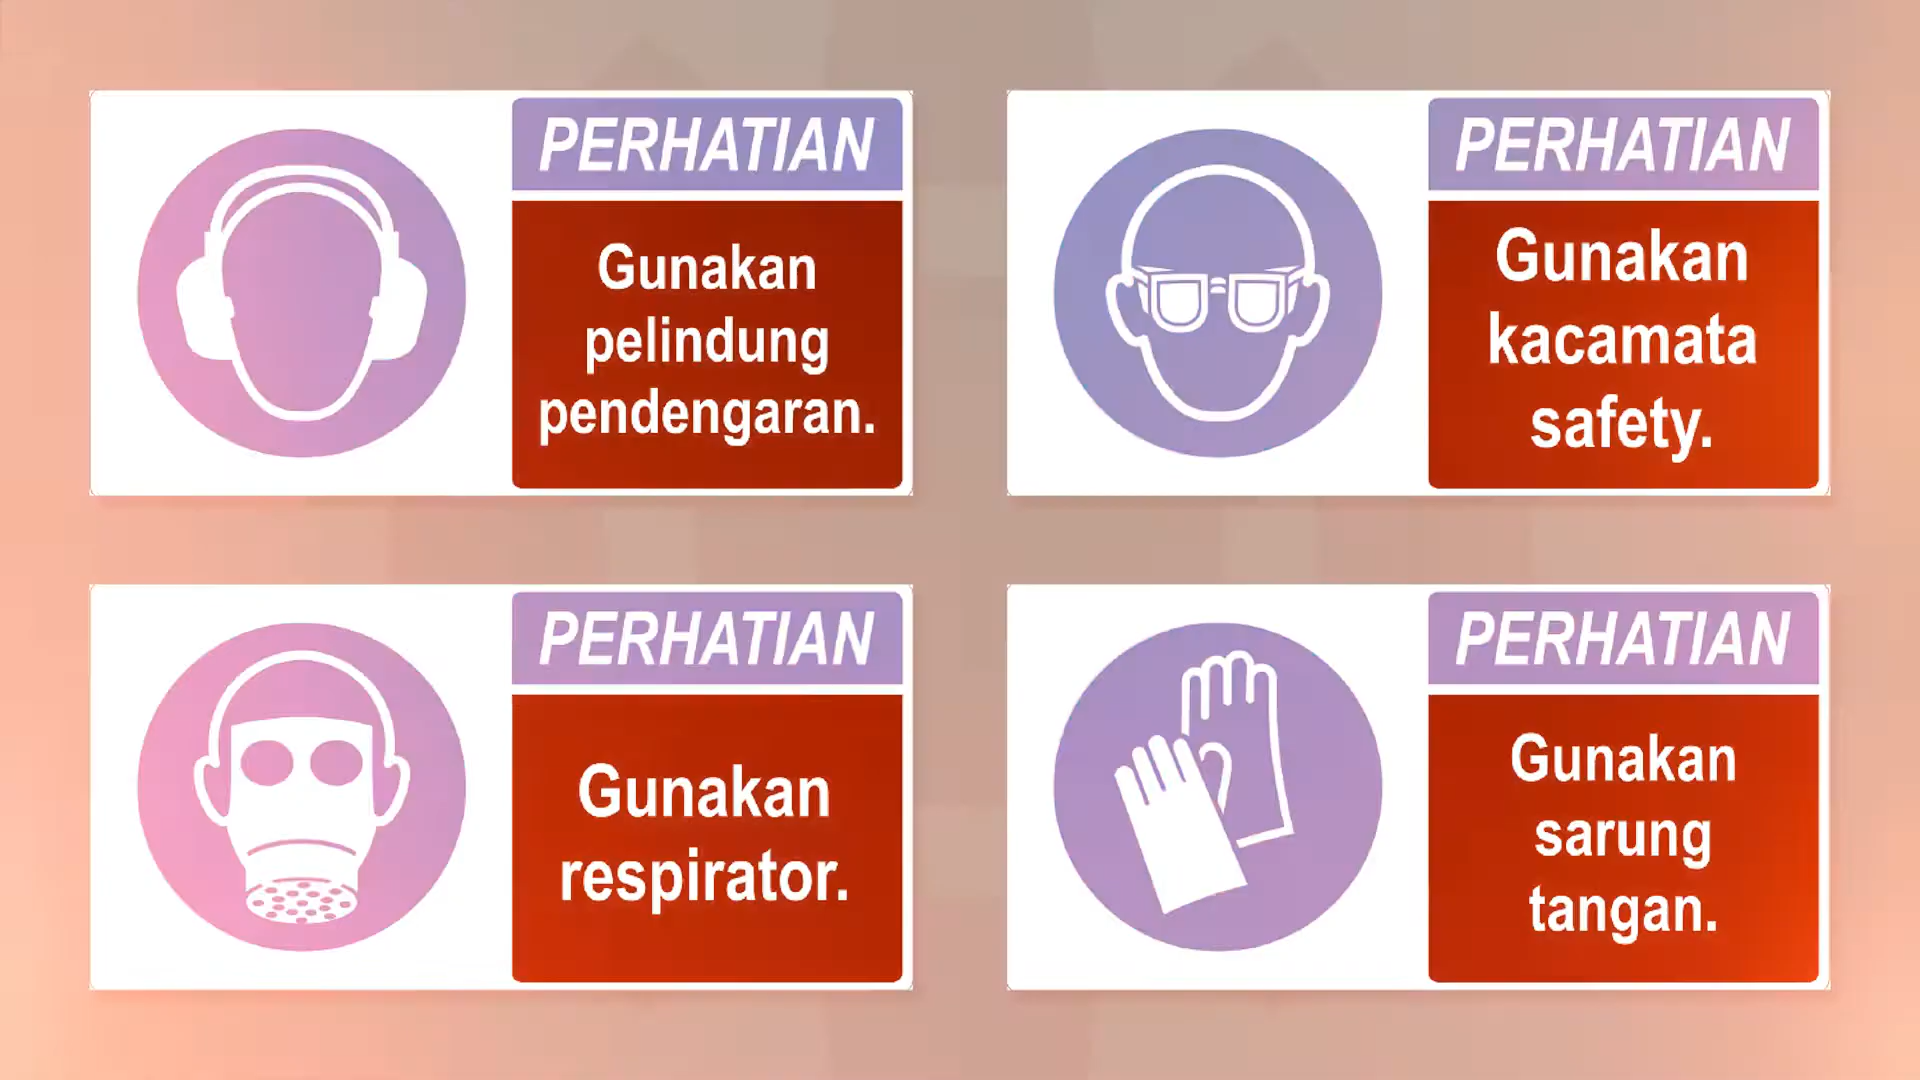 PERHATIAN
Gunakan
pelindung
pendengaran.
PERHATIAN
Gunakan
kacamata
safety.
PERHATIAN
Gunakan
respirator.
PERHATIAN
Gunakan
sarung
tangan.